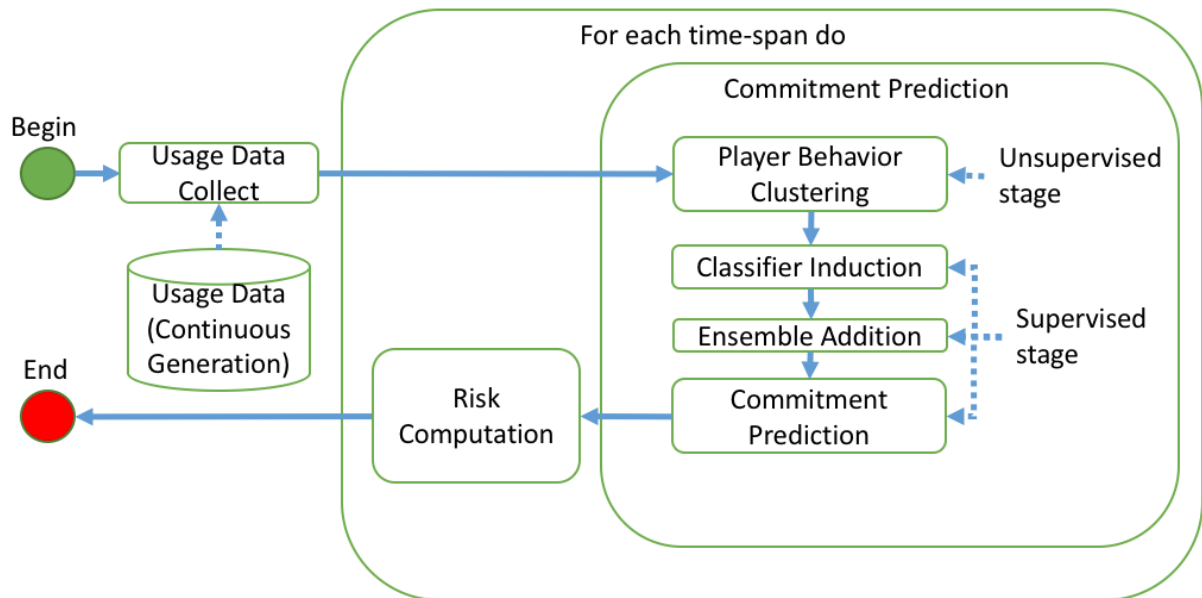 For each time-span do
Commitment Prediction
Begin
Usage Data
Collect
Player Behavior
Clustering
Unsupervised
stage
Usage Data
(Continuous
Generation)
Classifier Induction
Ensemble Addition
Supervised
stage
End
Risk
Computation
Commitment
Prediction